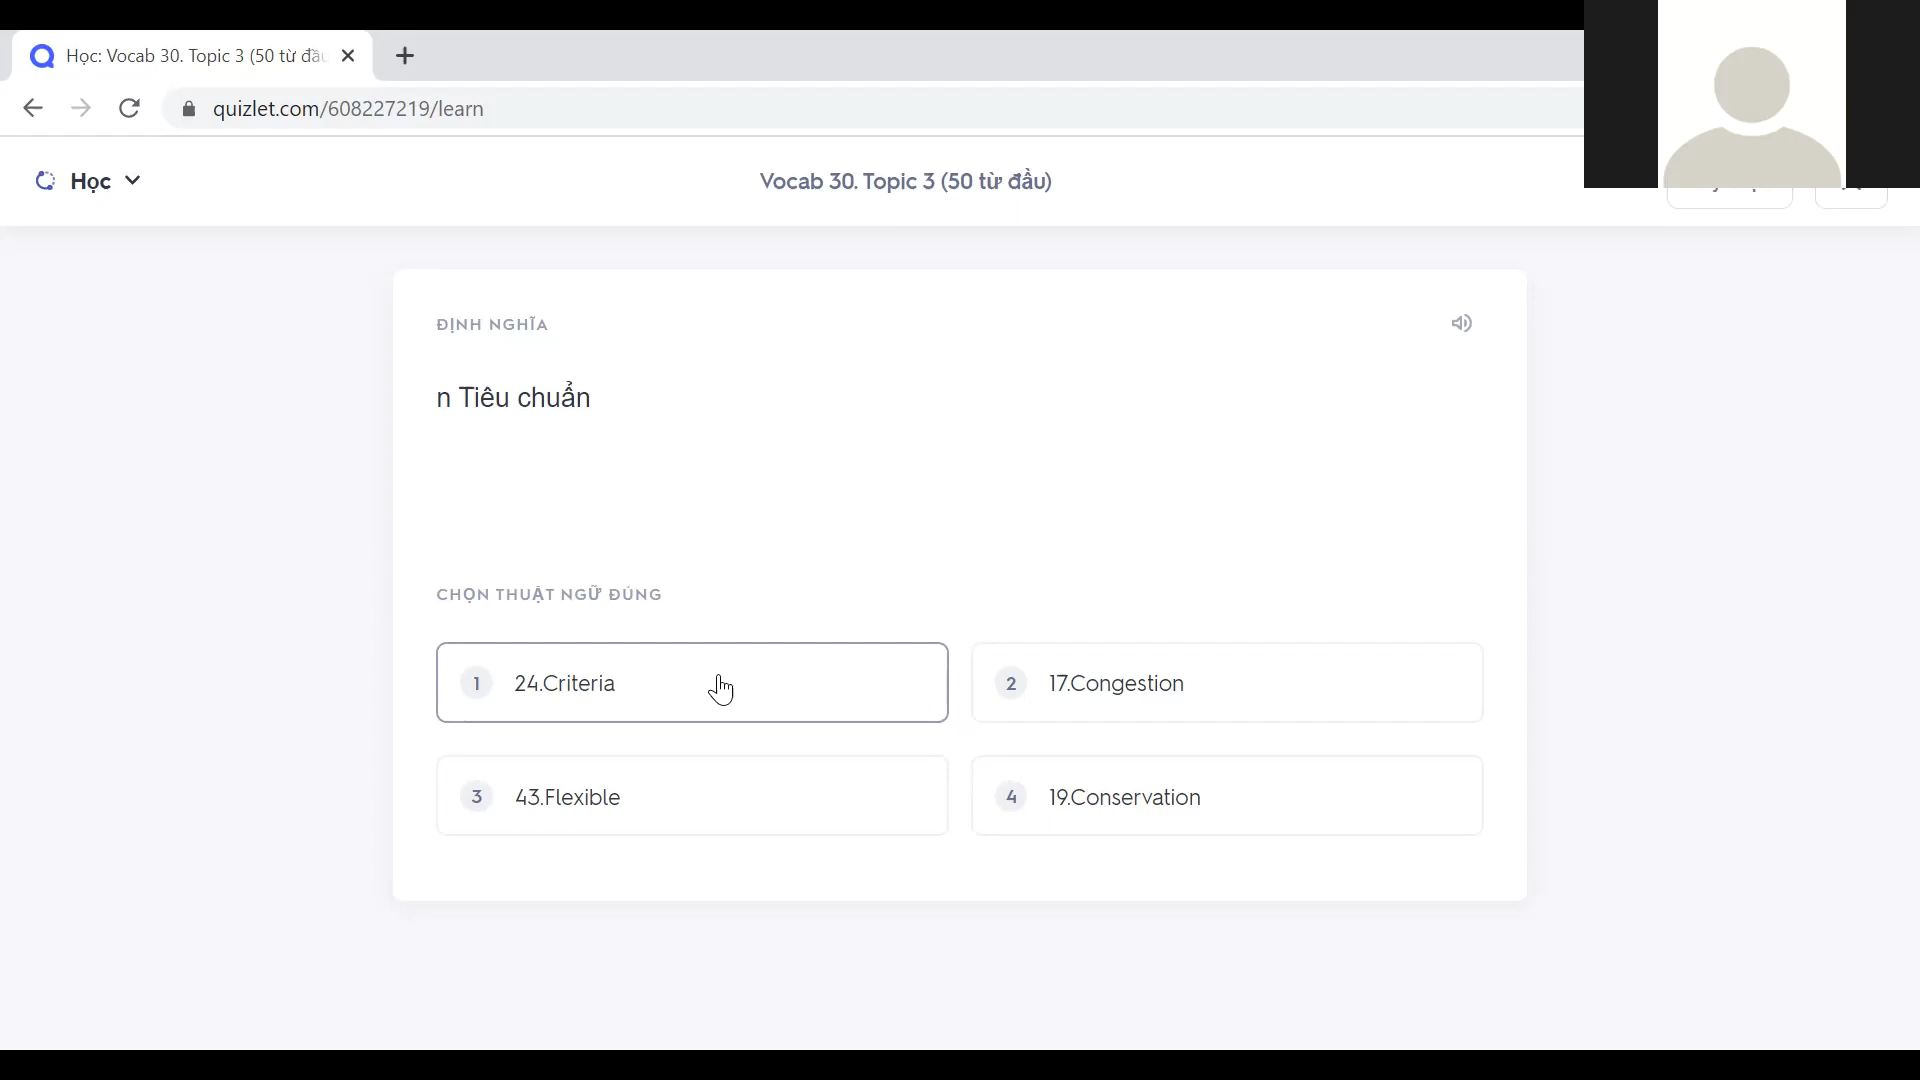 Học: Vocab 30. Topic 3 (50 từ đầu
quizlet.com/608227219/learn
Học
Vocab 30. Topic 3 (50 từ đầu)
ĐỊNH NGHĨA
n Tiêu chuẩn
CHỌN THUẬT NGỮ ĐÚNG
1 24.Criteria
2 17.Congestion
3 43.Flexible
4 19.Conservation